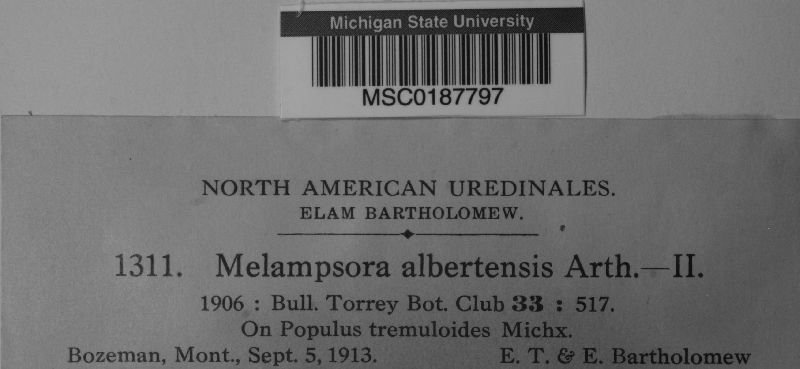 Michigan State University
MSC0187797
NORTH AMERICAN UREDINALES.
ELAM BARTHOLOMEW.
1311. Melampsora albertensis Arth.—II.
1906 : Bull. Torrey Bot. Club 33 : 517.
On Populus tremuloides Michx.
Bozeman, Mont., Sept. 5, 1913. E. T. & E. Bartholomew